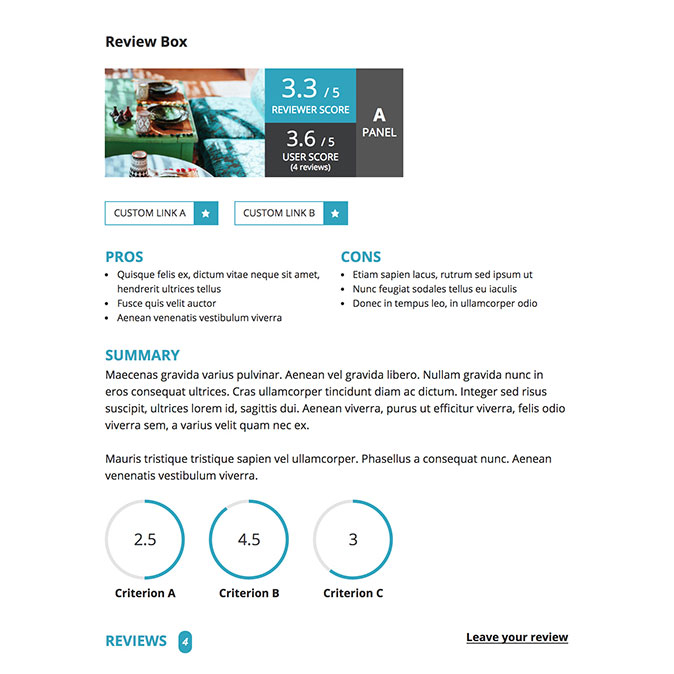 Review Box
3.3 / 5
REVIEWER SCORE
3.6 / 5
USER SCORE
(4 reviews)
A
PANEL
CUSTOM LINK A
CUSTOM LINK B
PROS
Quisque felis ex, dictum vitae neque sit amet,
hendrerit ultrices tellus
Fusce quis velit auctor
Aenean venenatis vestibulum viverra
CONS
Etiam sapien lacus, rutrum sed ipsum ut
Nunc feugiat sodales tellus eu iaculis
Donec in tempus leo, in ullamcorper odio
SUMMARY
Maecenas gravida varius pulvinar. Aenean vel gravida libero. Nullam gravida nunc in
eros consequat ultrices. Cras ullamcorper tincidunt diam ac dictum. Integer sed risus
suscipit, ultrices lorem id, sagittis dui. Aenean viverra, purus ut efficitur viverra, felis odio
viverra sem, a varius velit quam nec ex.
Mauris tristique tristique sapien vel ullamcorper. Phasellus a consequat nunc. Aenean
venenatis vestibulum viverra.
2.5
4.5
3
Criterion A
Criterion B
Criterion C
REVIEWS 4
Leave your review